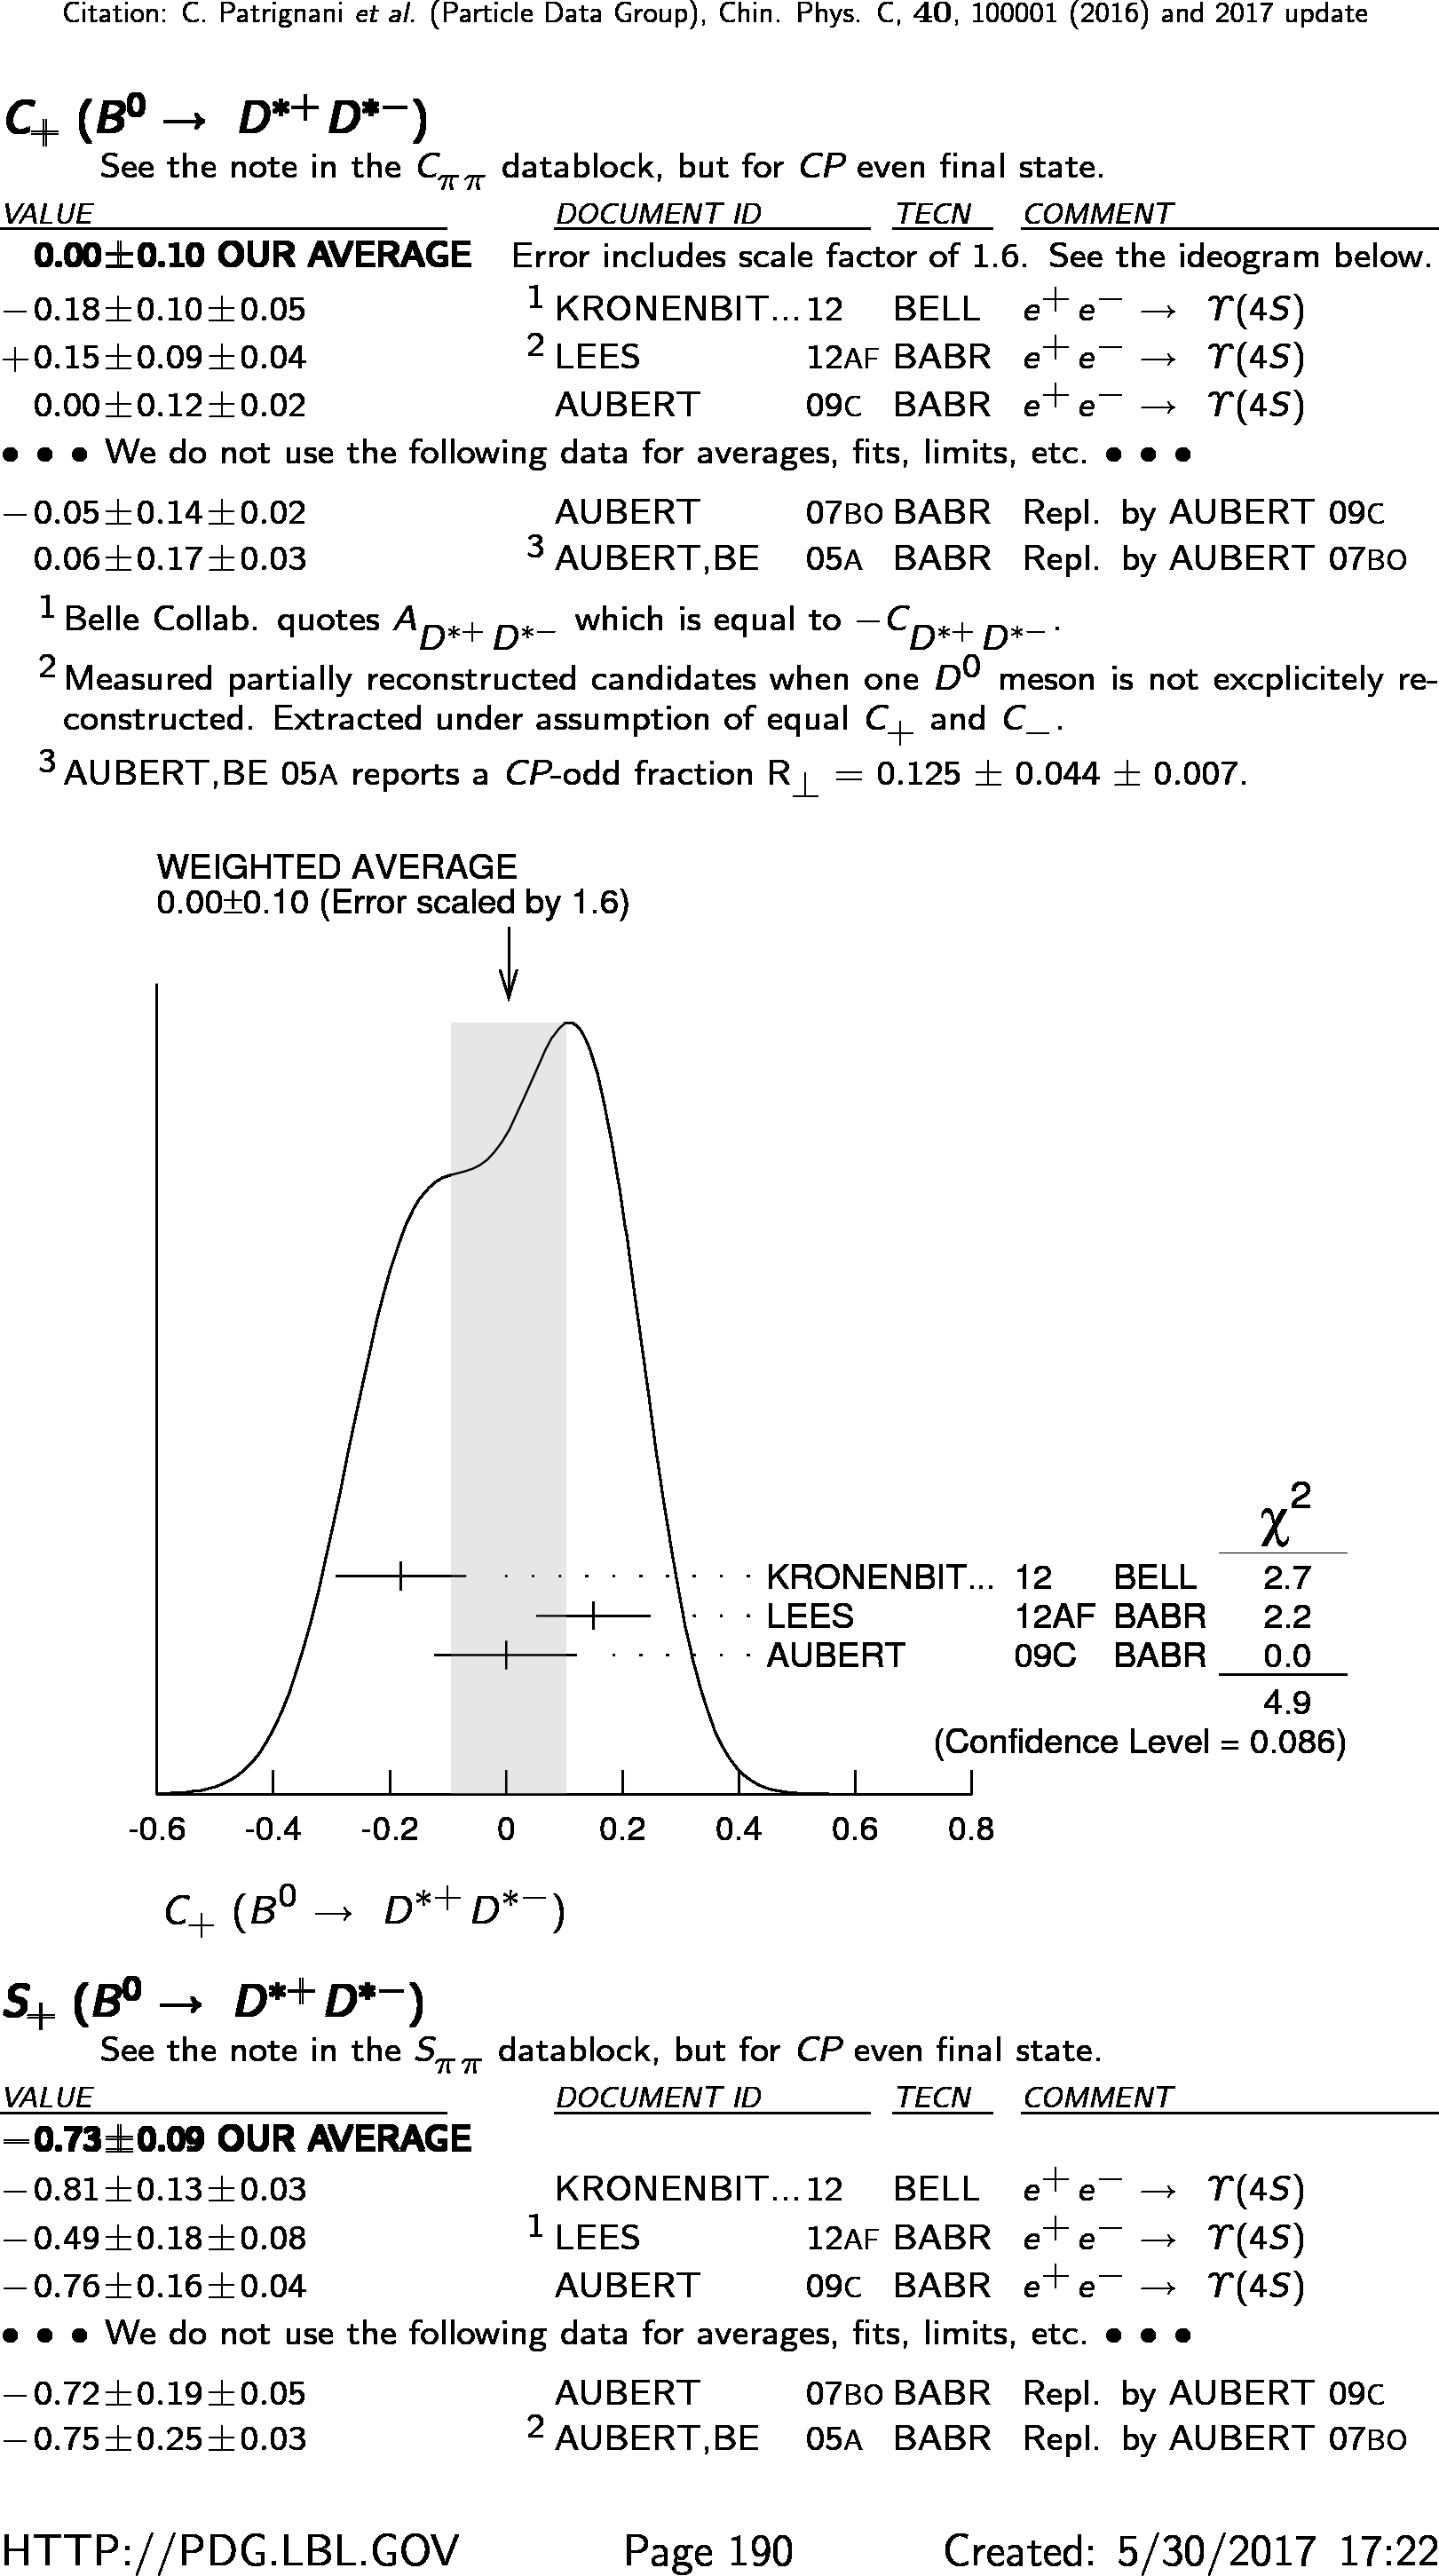 Citation: C. Patrignani et al. (Particle Data Group), Chin. Phys. C, 40, 100001 (2016) and 2017 update
C+ (B0 → D*+ D*−)
See the note in the Cππ datablock, but for CP even final state.
VALUE DOCUMENT ID TECN COMMENT
0.00±0.10 OUR AVERAGE Error includes scale factor of 1.6. See the ideogram below.
−0.18±0.10±0.05 1 KRONENBIT... 12 BELL e+ e− → ϒ(4S)
+0.15±0.09±0.04 2 LEES 12AF BABR e+ e− → ϒ(4S)
0.00±0.12±0.02 AUBERT 09C BABR e+ e− → ϒ(4S)
• • • We do not use the following data for averages, fits, limits, etc. • • •
−0.05±0.14±0.02 AUBERT 07BO BABR Repl. by AUBERT 09C
0.06±0.17±0.03 3 AUBERT,BE 05A BABR Repl. by AUBERT 07BO
1 Belle Collab. quotes A D*+ D*− which is equal to −C D*+ D*−.
2 Measured partially reconstructed candidates when one D0 meson is not excplicitely re-
constructed. Extracted under assumption of equal C+ and C−.
3 AUBERT,BE 05A reports a CP-odd fraction R⊥ = 0.125 ± 0.044 ± 0.007.
WEIGHTED AVERAGE
0.00±0.10 (Error scaled by 1.6)
χ2
KRONENBIT... 12 BELL 2.7
LEES 12AF BABR 2.2
AUBERT 09C BABR 0.0
4.9
(Confidence Level = 0.086)
-0.6 -0.4 -0.2 0 0.2 0.4 0.6 0.8
C+ (B0 → D*+ D*−)
S+ (B0 → D*+ D*−)
See the note in the Sππ datablock, but for CP even final state.
VALUE DOCUMENT ID TECN COMMENT
−0.73±0.09 OUR AVERAGE
−0.81±0.13±0.03 KRONENBIT... 12 BELL e+ e− → ϒ(4S)
−0.49±0.18±0.08 1 LEES 12AF BABR e+ e− → ϒ(4S)
−0.76±0.16±0.04 AUBERT 09C BABR e+ e− → ϒ(4S)
• • • We do not use the following data for averages, fits, limits, etc. • • •
−0.72±0.19±0.05 AUBERT 07BO BABR Repl. by AUBERT 09C
−0.75±0.25±0.03 2 AUBERT,BE 05A BABR Repl. by AUBERT 07BO
HTTP://PDG.LBL.GOV Page 190 Created: 5/30/2017 17:22